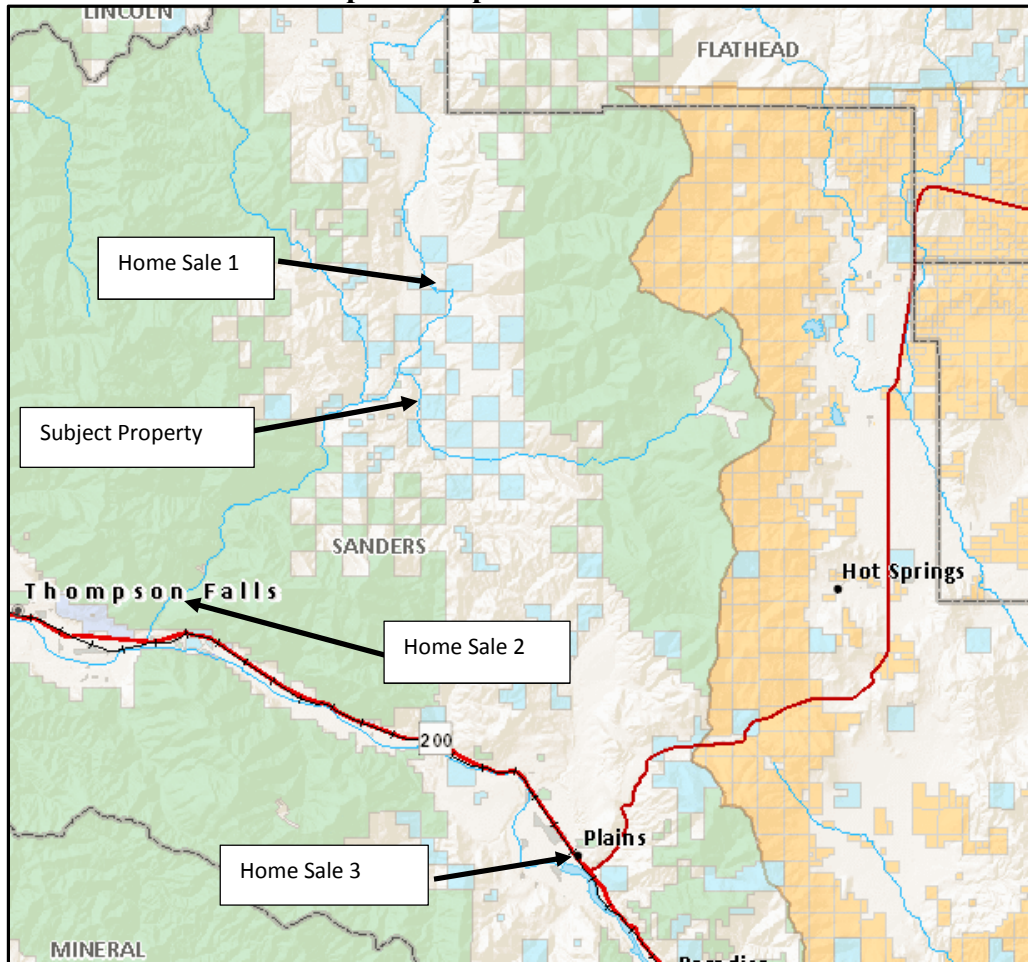 LINCOLN
FLATHEAD
Home Sale 1
Subject Property
SANDERS
Hot Springs
Thompson Falls
Home Sale 2
200
Plains
Home Sale 3
MINERAL